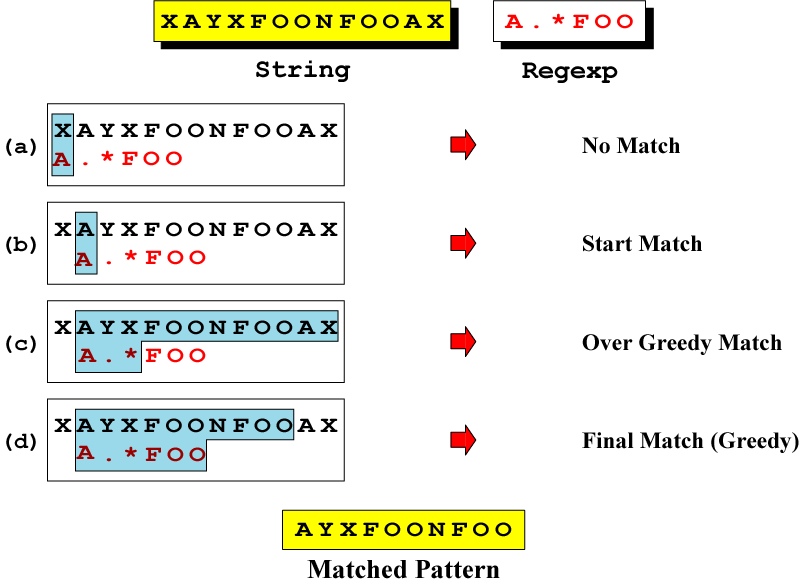 XAYXFOONFOOAX A.*FOO
String Regexp
(a) XAYXFOONFOOAX
A.*FOO
No Match
(b) XAYXFOONFOOAX
A.*FOO
Start Match
(c) XAYXFOONFOOAX
A.*FOO
Over Greedy Match
(d) XAYXFOONFOOAX
A.*FOO
Final Match (Greedy)
AYXFOONFOO
Matched Pattern